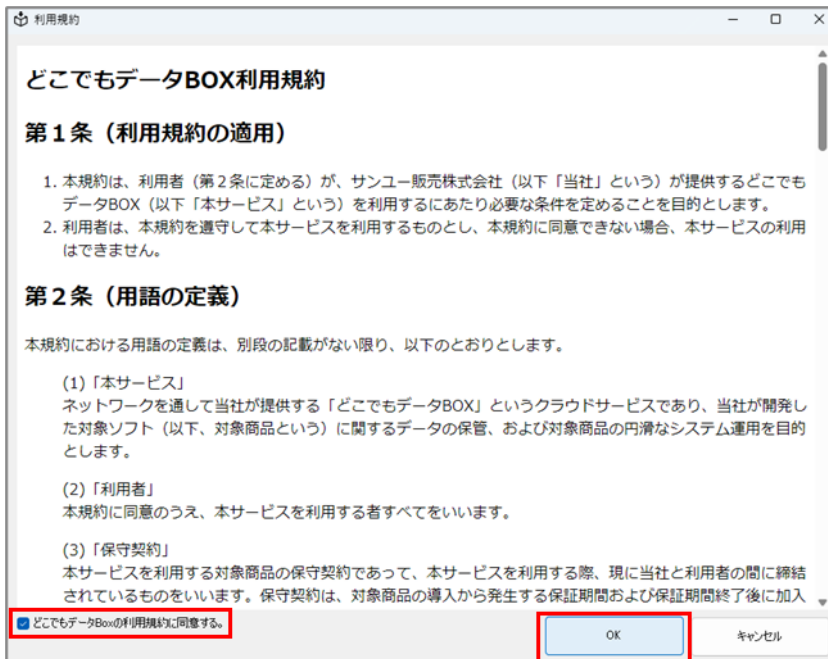 利用規約
どこでもデータBOX利用規約
第１条（利用規約の適用）
1. 本規約は、利用者（第２条に定める）が、サンユー販売株式会社（以下「当社」という）が提供するどこでも
データBOX（以下「本サービス」という）を利用するにあたり必要な条件を定めることを目的とします。
2. 利用者は、本規約を遵守して本サービスを利用するものとし、本規約に同意できない場合、本サービスの利用
はできません。
第２条（用語の定義）
本規約における用語の定義は、別段の記載がない限り、以下のとおりとします。
(1)「本サービス」
ネットワークを通して当社が提供する「どこでもデータBOX」というクラウドサービスであり、当社が開発し
た対象ソフト（以下、対象商品という）に関するデータの保管、および対象商品の円滑なシステム運用を目的
とします。
(2)「利用者」
本規約に同意のうえ、本サービスを利用する者すべてをいいます。
(3)「保守契約」
本サービスを利用する対象商品の保守契約であって、本サービスを利用する際、現に当社と利用者の間に締結
されているものをいいます。保守契約は、対象商品の導入から発生する保証期間および保証期間終了後に加入
どこでもデータBoxの利用規約に同意する。
OK
キャンセル